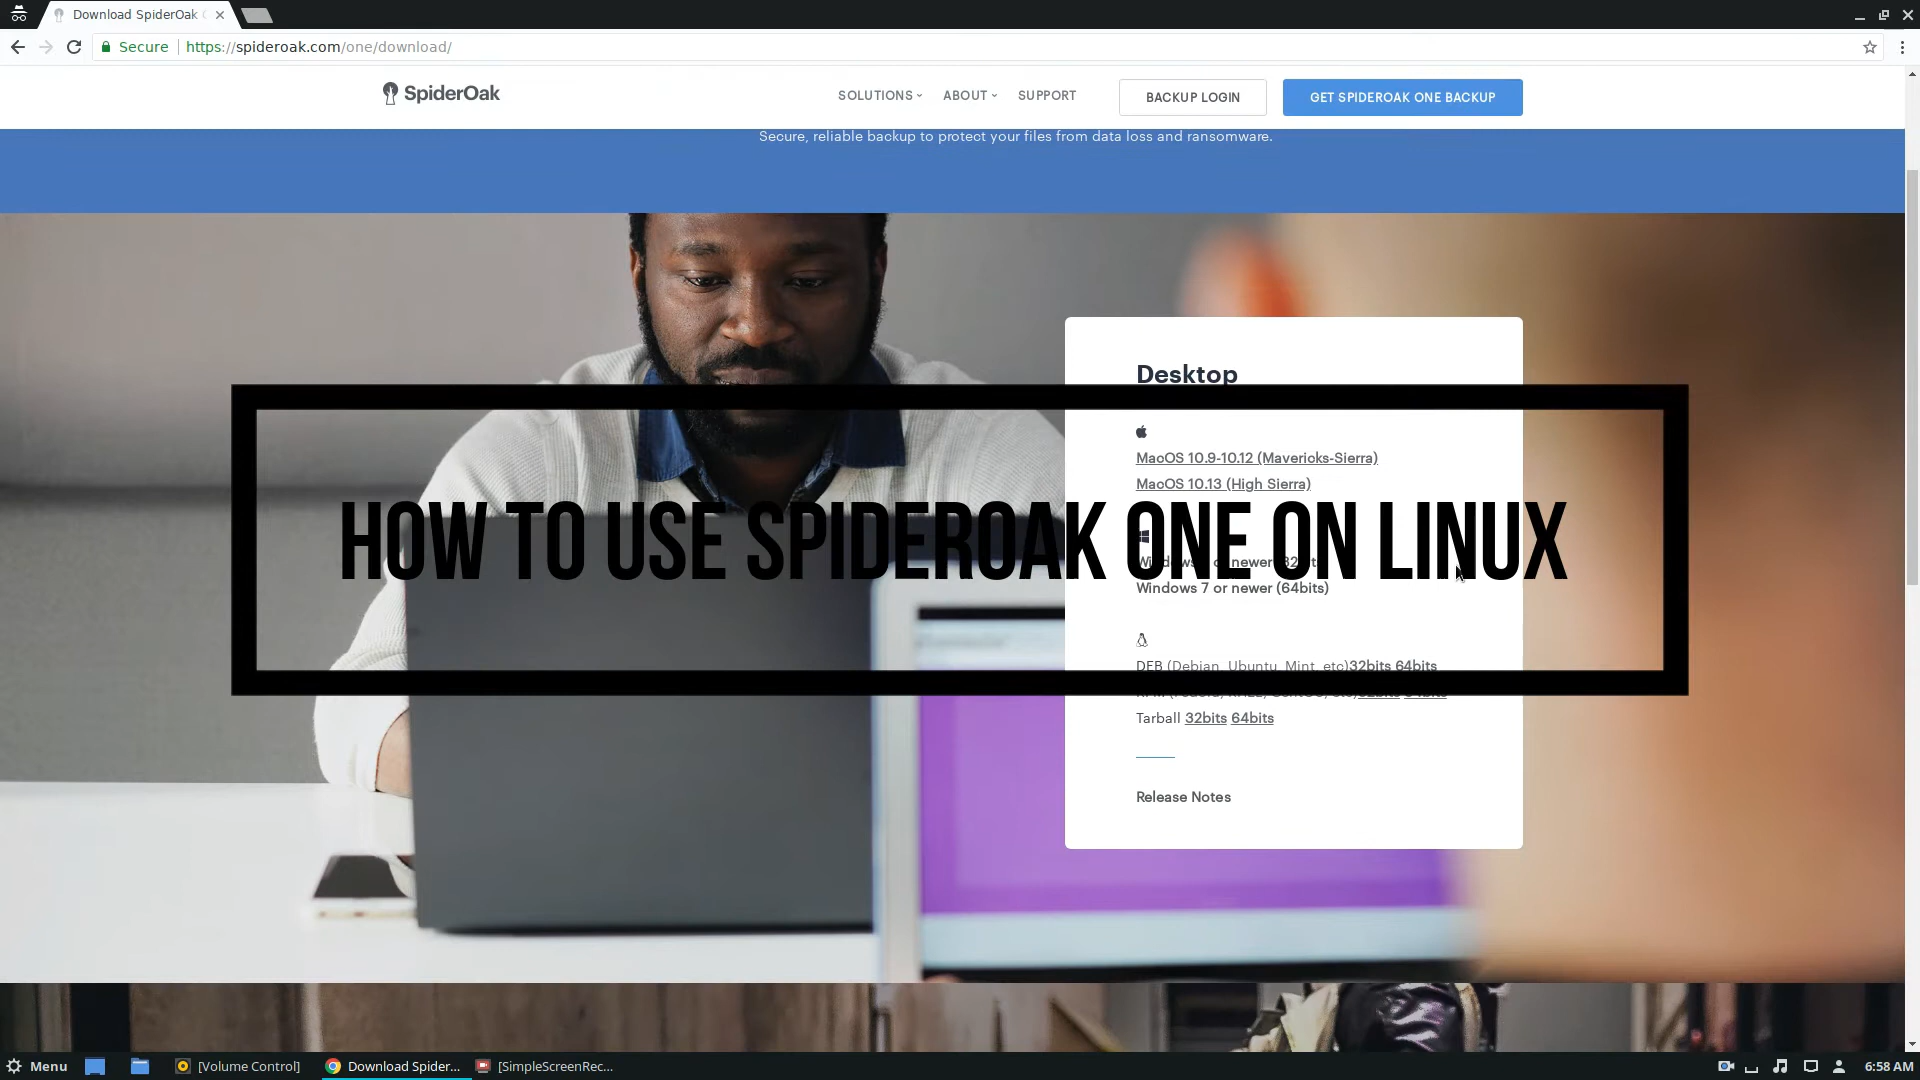 Download SpiderOak
Secure
https://spideroak.com/one/download/
SpiderOak
SOLUTIONS
ABOUT
SUPPORT
BACKUP LOGIN
GET SPIDEROAK ONE BACKUP
Secure, reliable backup to protect your files from data loss and ransomware.
Desktop
MacOS 10.9-10.12 (Mavericks-Sierra)
MacOS 10.13 (High Sierra)
HOW TO USE SPIDEROAK ONE ON LINUX
Windows 7 or newer (64bits)
DEB (Debian, Ubuntu, Mint, etc)32bits 64bits
Tarball 32bits 64bits
Release Notes
Menu
[Volume Control]
Download Spider...
[SimpleScreenRec...
6:58 AM